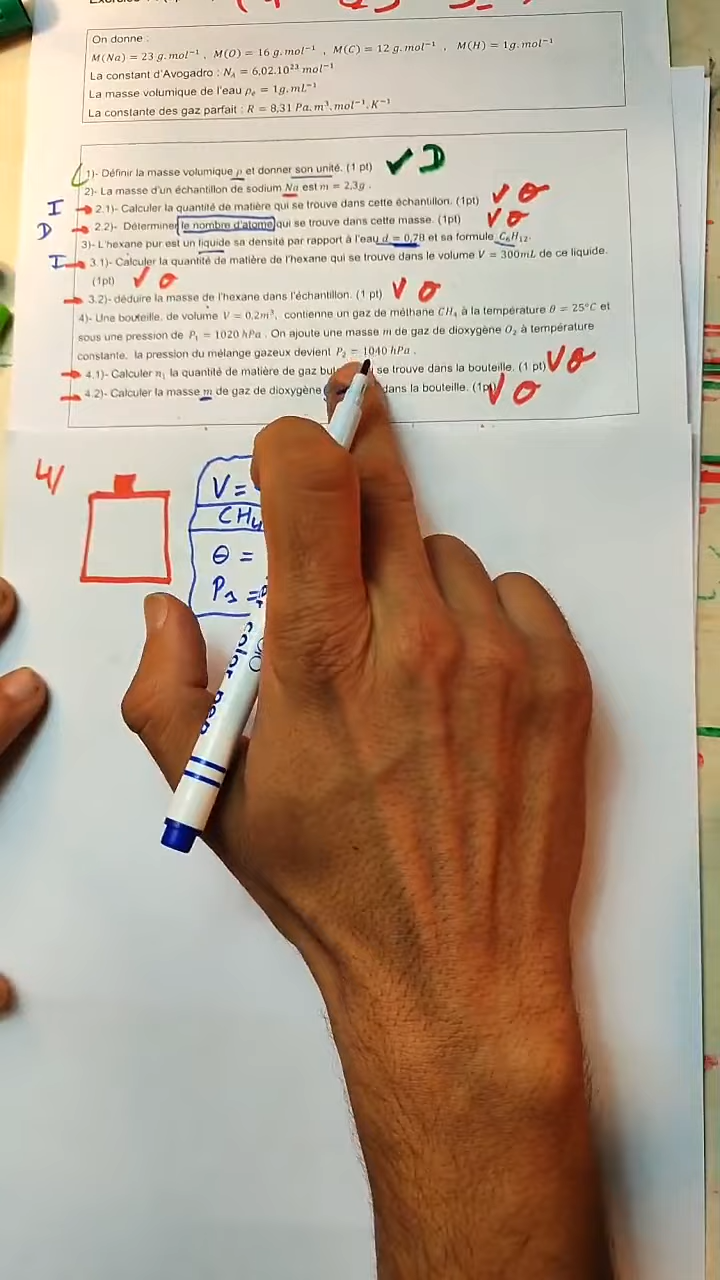 On donne :
M(Na) = 23 g.mol⁻¹ , M(O) = 16 g.mol⁻¹ , M(C) = 12 g.mol⁻¹ , M(H) = 1g.mol⁻¹
La constant d'Avogadro : Nₐ = 6,02.10²³ mol⁻¹
La masse volumique de l'eau ρₑ = 1g.mL⁻¹
La constante des gaz parfait : R = 8,31 Pa.m³.mol⁻¹.K⁻¹
1)- Définir la masse volumique ρ et donner son unité. (1 pt) ✓ D
2)- La masse d'un échantillon de sodium Na est m = 2,3g .
I → 2.1)- Calculer la quantité de matière qui se trouve dans cette échantillon. (1pt)
D → 2.2)- Déterminer le nombre d'atome qui se trouve dans cette masse. (1pt)
3)- L'hexane pur est un liquide sa densité par rapport à l'eau d = 0,78 et sa formule C₆H₁₂.
I → 3.1)- Calculer la quantité de matière de l'hexane qui se trouve dans le volume V = 300mL de ce liquide.
(1pt)
→ 3.2)- déduire la masse de l'hexane dans l'échantillon. (1 pt)
4)- Une bouteille, de volume V = 0,2m³, contienne un gaz de méthane CH₄ à la température θ = 25°C et
sous une pression de P₁ = 1020 hPa . On ajoute une masse m de gaz de dioxygène O₂ à température
constante, la pression du mélange gazeux devient P₂ = 1040 hPa .
→ 4.1)- Calculer n₁ la quantité de matière de gaz se trouve dans la bouteille. (1 pt)
→ 4.2)- Calculer la masse m de gaz de dioxygène dans la bouteille. (1pt)
4/
V =
CH₄
θ =
P₁ =
color pen